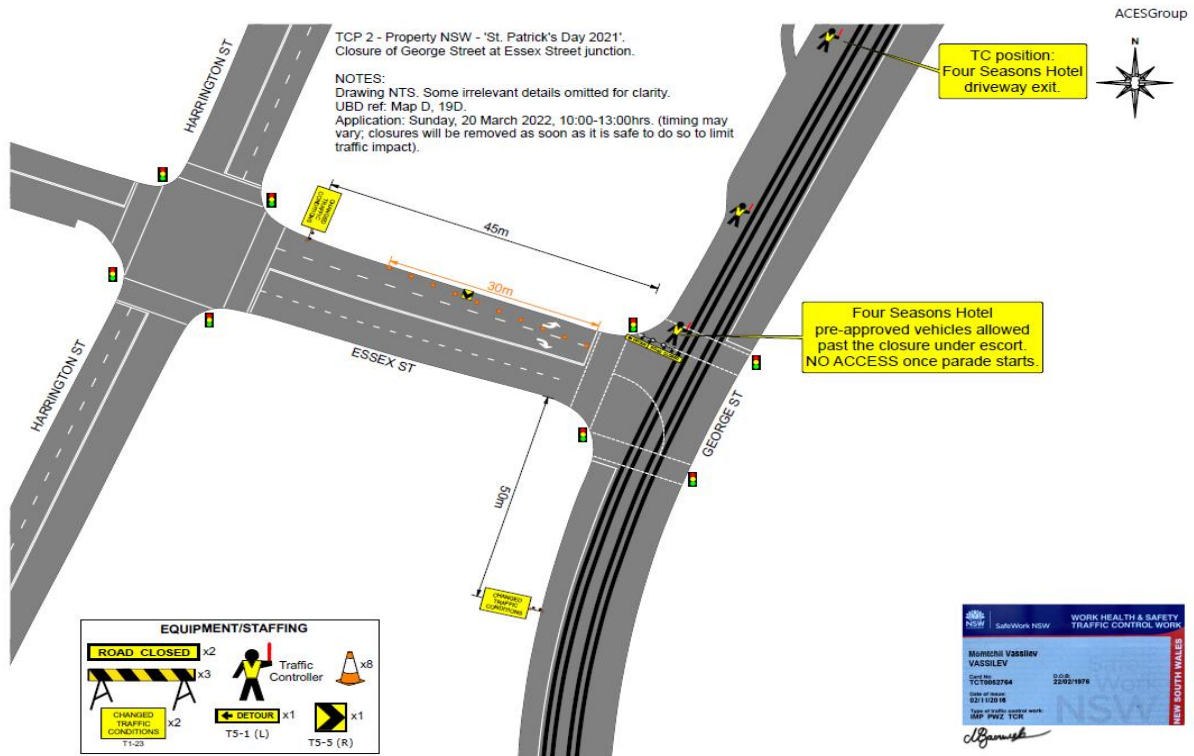 ACESGroup
TCP 2 - Property NSW - 'St. Patrick's Day 2021'.
Closure of George Street at Essex Street junction.
NOTES:
Drawing NTS. Some irrelevant details omitted for clarity.
UBD ref: Map D, 19D.
Application: Sunday, 20 March 2022, 10:00-13:00hrs. (timing may
vary; closures will be removed as soon as it is safe to do so to limit
traffic impact).
TC position:
Four Seasons Hotel
driveway exit.
N
HARRINGTON ST
CHANGED
TRAFFIC
CONDITIONS
45m
30m
Four Seasons Hotel
pre-approved vehicles allowed
past the closure under escort.
NO ACCESS once parade starts.
ESSEX ST
HARRINGTON ST
GEORGE ST
50m
CHANGED
TRAFFIC
CONDITIONS
EQUIPMENT/STAFFING
ROAD CLOSED x2
x3
Traffic
Controller
x8
CHANGED
TRAFFIC
CONDITIONS
x2
T1-23
DETOUR x1
T5-1 (L)
x1
T5-5 (R)
NSW
SafeWork NSW
WORK HEALTH & SAFETY
TRAFFIC CONTROL WORK
Momtchil Vassilev
VASSILEV
Card No:
TCT0052764
D.O.B:
22/02/1976
Date of Issue:
02/11/2016
Type of traffic control work:
IMP PWZ TCR
NSW
NEW SOUTH WALES